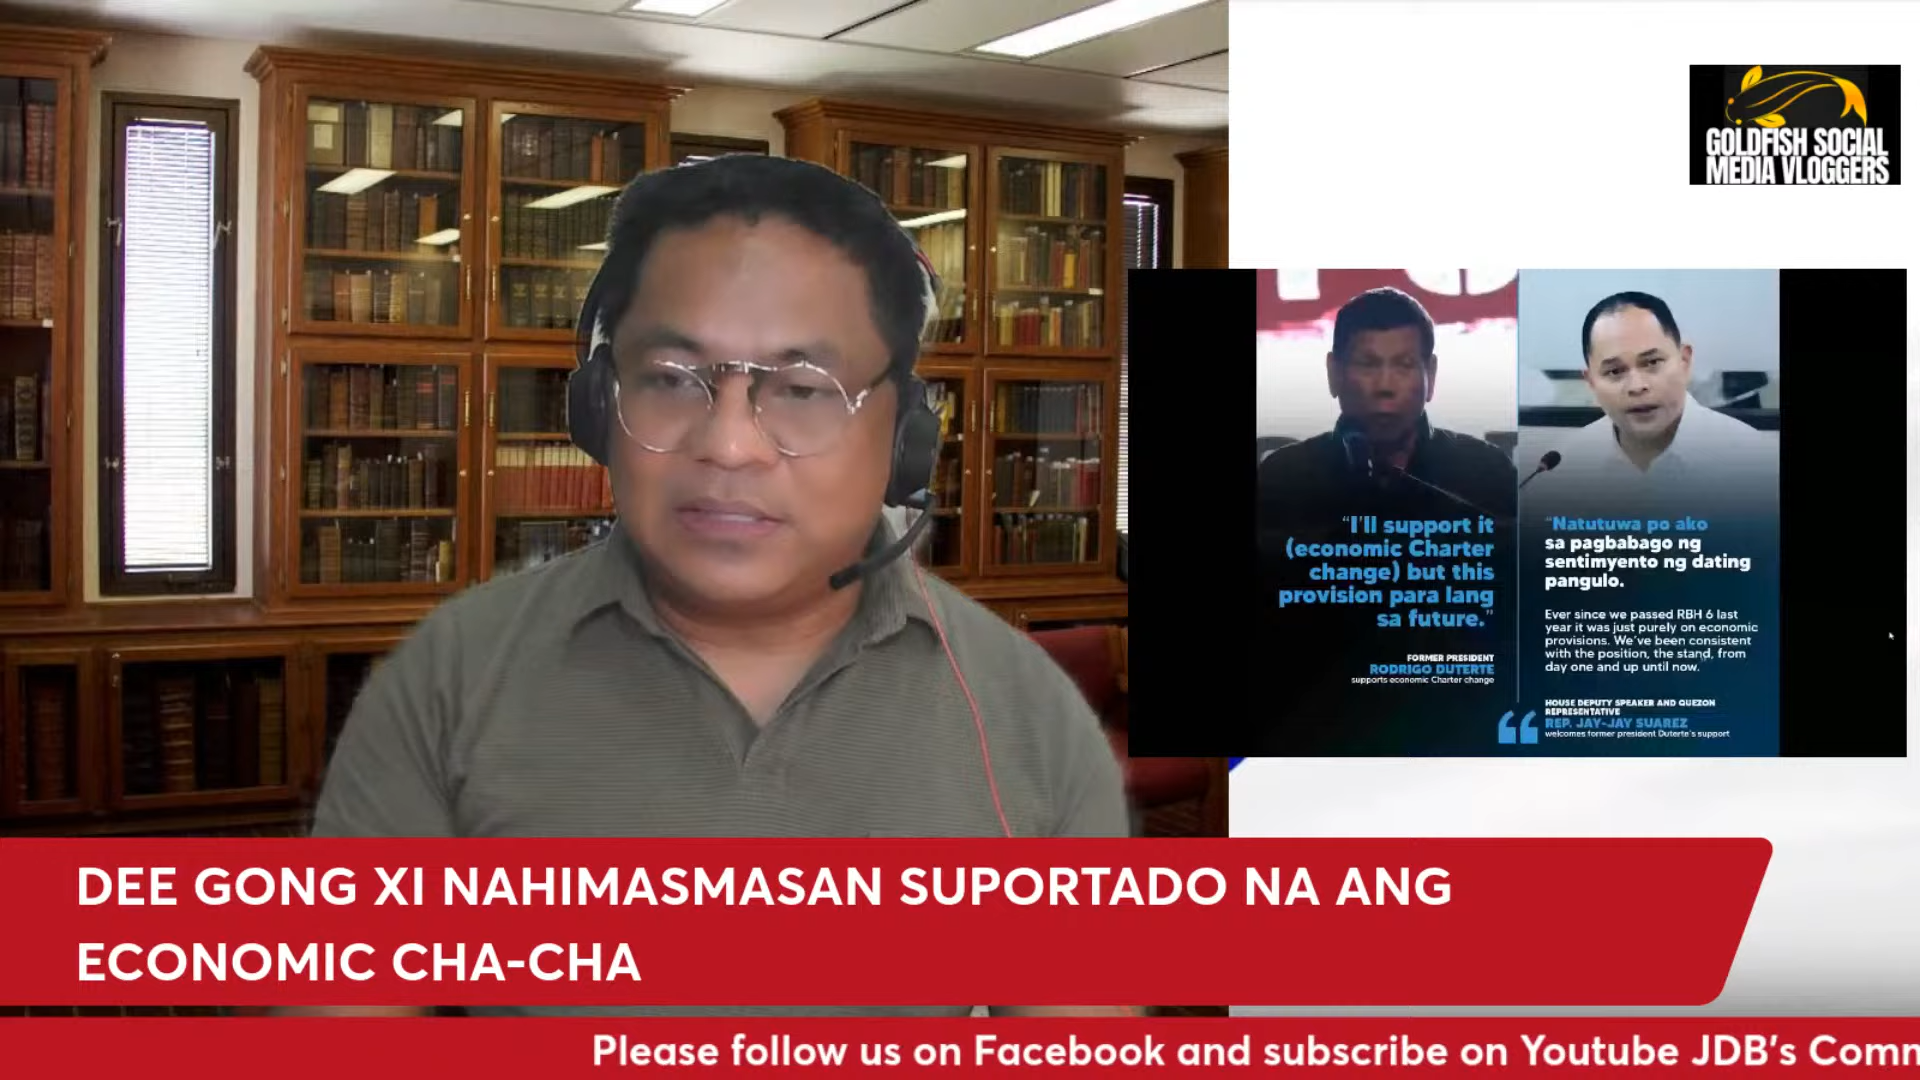 GOLDFISH SOCIAL
MEDIA VLOGGERS
“I'll support it
(economic Charter
change) but this
provision para lang
sa future.”
FORMER PRESIDENT
RODRIGO DUTERTE
supports economic Charter change
“Natutuwa po ako
sa pagbabago ng
sentimyento ng dating
pangulo.
Ever since we passed RBH 6 last
year it was just purely on economic
provisions. We've been consistent
with the position, the stand, from
day one and up until now.”
HOUSE DEPUTY SPEAKER AND QUEZON
REPRESENTATIVE
REP. JAY-JAY SUAREZ
welcomes former president Duterte's support
DEE GONG XI NAHIMASMASAN SUPORTADO NA ANG
ECONOMIC CHA-CHA
Please follow us on Facebook and subscribe on Youtube JDB's Comm